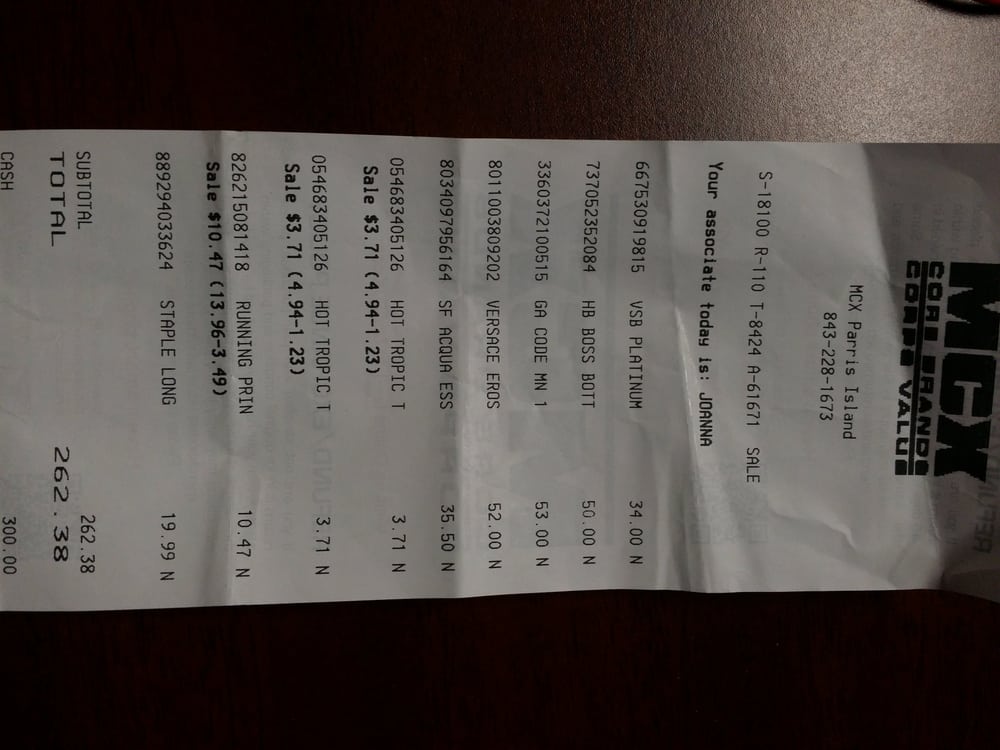 MCX
CORE BRANDS
CORE VALUE
MCX Parris Island
843-228-1673
S-18100 R-110 T-8424 A-61671 SALE
Your associate today is: JOANNA
667530919815 VSB PLATINUM 34.00 N
737052352084 HB BOSS BOTT 50.00 N
3360372100515 GA CODE MN 1 53.00 N
8011003809202 VERSACE EROS 52.00 N
8034097956164 SF ACQUA ESS 35.50 N
054683405126 HOT TROPIC T 3.71 N
Sale $3.71 (4.94-1.23)
054683405126 HOT TROPIC T 3.71 N
Sale $3.71 (4.94-1.23)
826215081418 RUNNING PRIN 10.47 N
Sale $10.47 (13.96-3.49)
889294033624 STAPLE LONG 19.99 N
SUBTOTAL 262.38
TOTAL 262.38
CASH 300.00